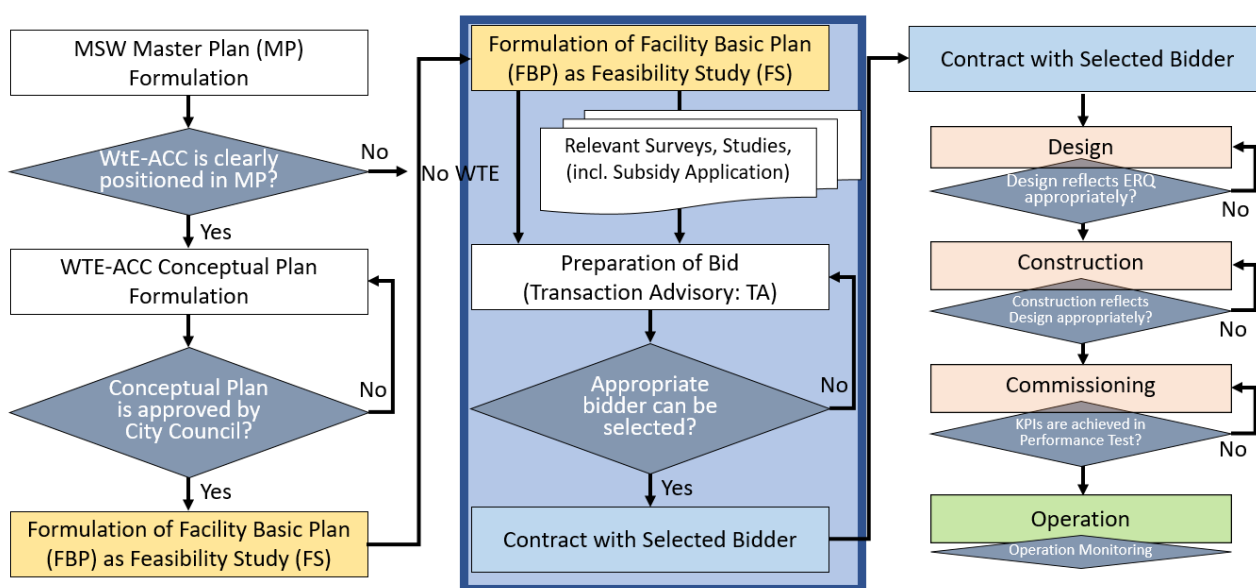 MSW Master Plan (MP)
Formulation
WtE-ACC is clearly
positioned in MP?
No
No WTE
Yes
WTE-ACC Conceptual Plan
Formulation
Conceptual Plan
is approved by
City Council?
No
Yes
Formulation of Facility Basic Plan
(FBP) as Feasibility Study (FS)
Formulation of Facility Basic Plan
(FBP) as Feasibility Study (FS)
Relevant Surveys, Studies,
(incl. Subsidy Application)
Preparation of Bid
(Transaction Advisory: TA)
Appropriate
bidder can be
selected?
No
Yes
Contract with Selected Bidder
Contract with Selected Bidder
Design
Design reflects ERQ
appropriately?
No
Construction
Construction reflects
Design appropriately?
No
Commissioning
KPIs are achieved in
Performance Test?
No
Operation
Operation Monitoring